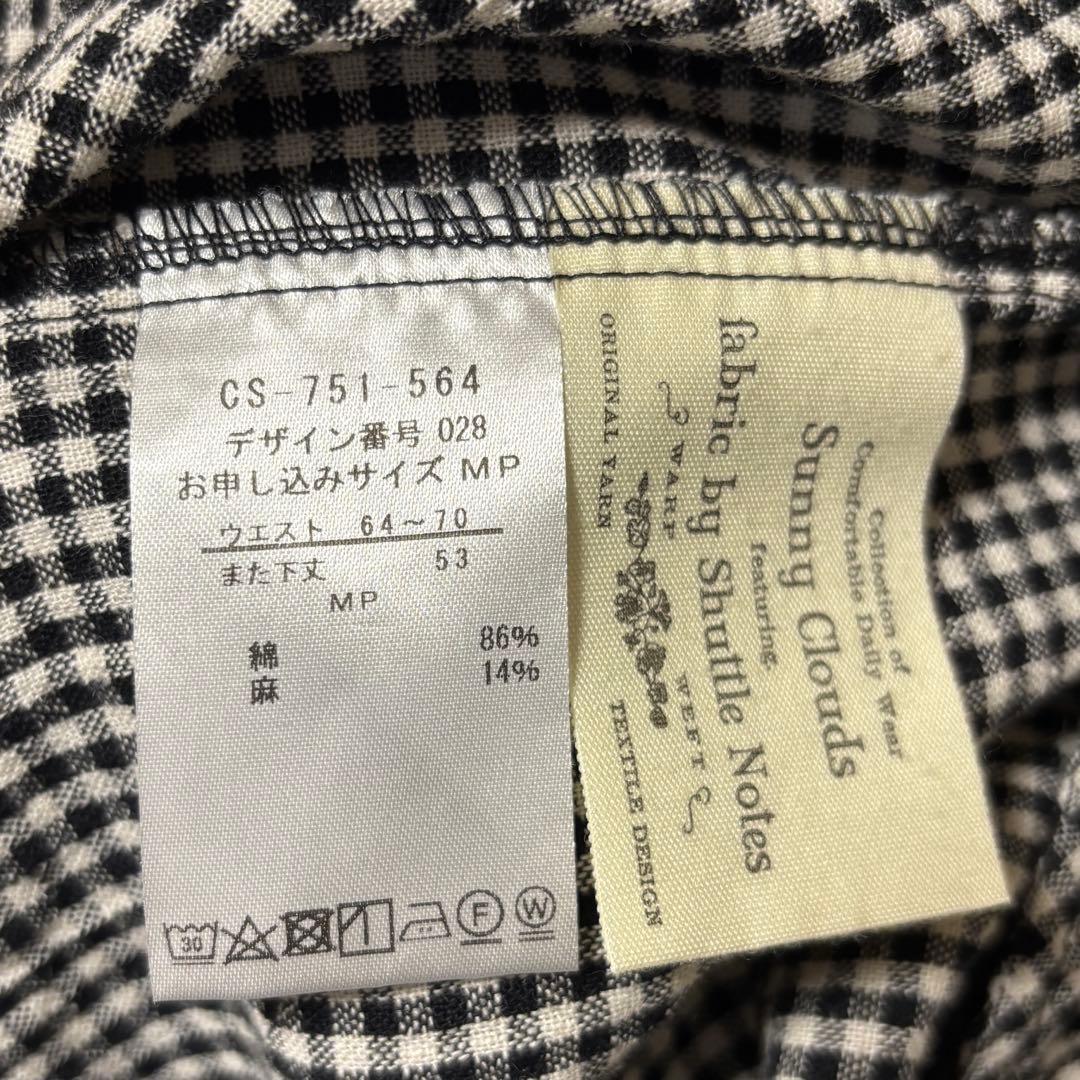 CS-751-564
デザイン番号 028
お申し込みサイズ MP
ウエスト 64～70
また下丈 53
MP
綿 86%
麻 14%
30
F
W
Collection of
Comfortable Daily Wear
Sunny Clouds
featuring
fabric by Shuttle Notes
WARP WEFT
ORIGINAL YARN TEXTILE DESIGN